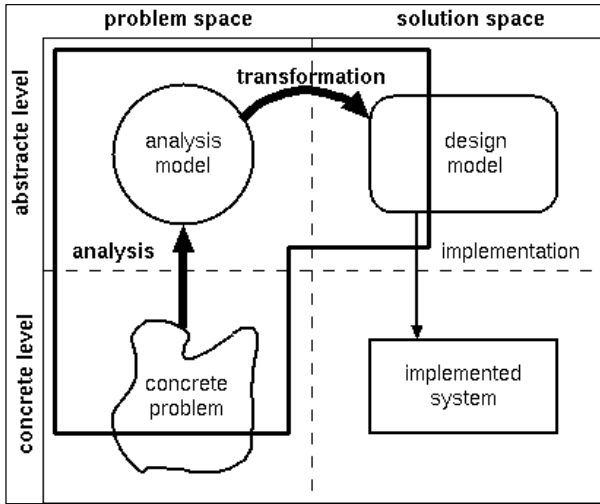 problem space
solution space
abstracte level
transformation
analysis
model
design
model
analysis
implementation
concrete level
concrete
problem
implemented
system